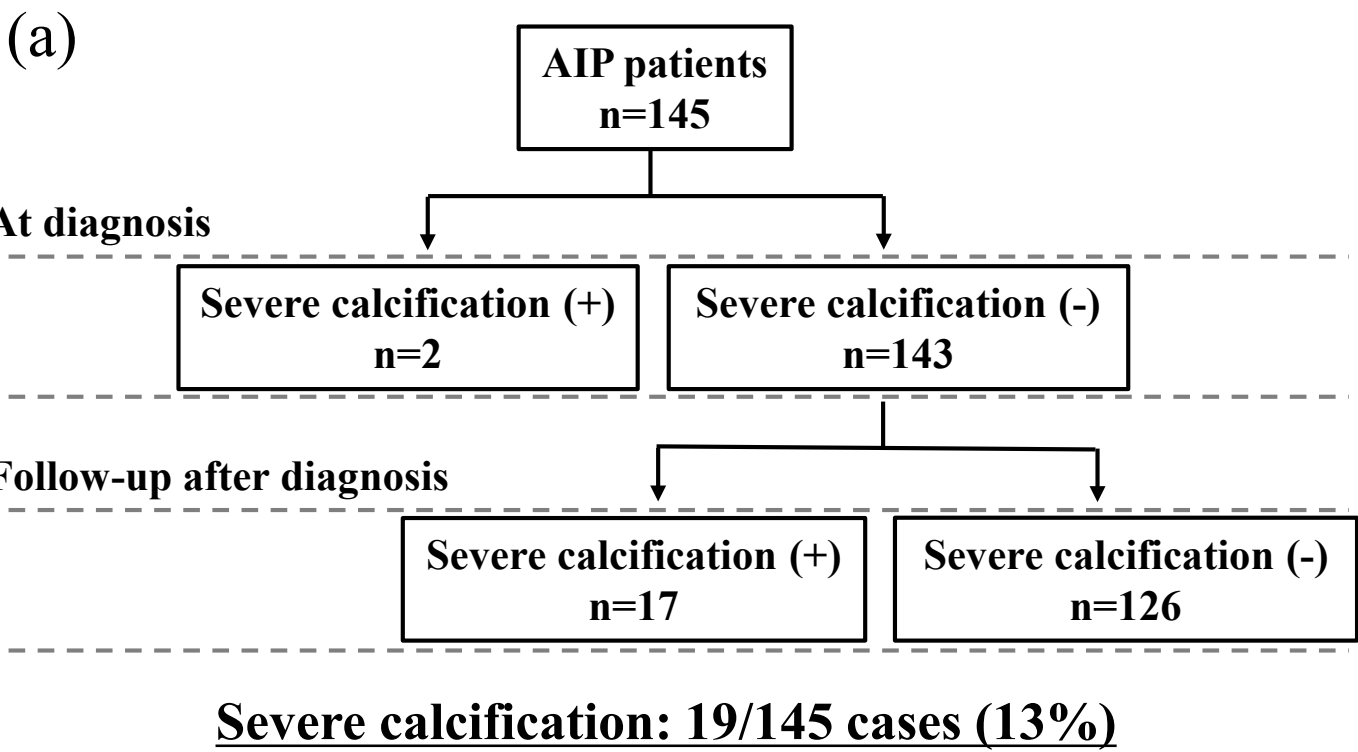 (a)
AIP patients
n=145
At diagnosis
Severe calcification (+)
n=2
Severe calcification (-)
n=143
Follow-up after diagnosis
Severe calcification (+)
n=17
Severe calcification (-)
n=126
Severe calcification: 19/145 cases (13%)